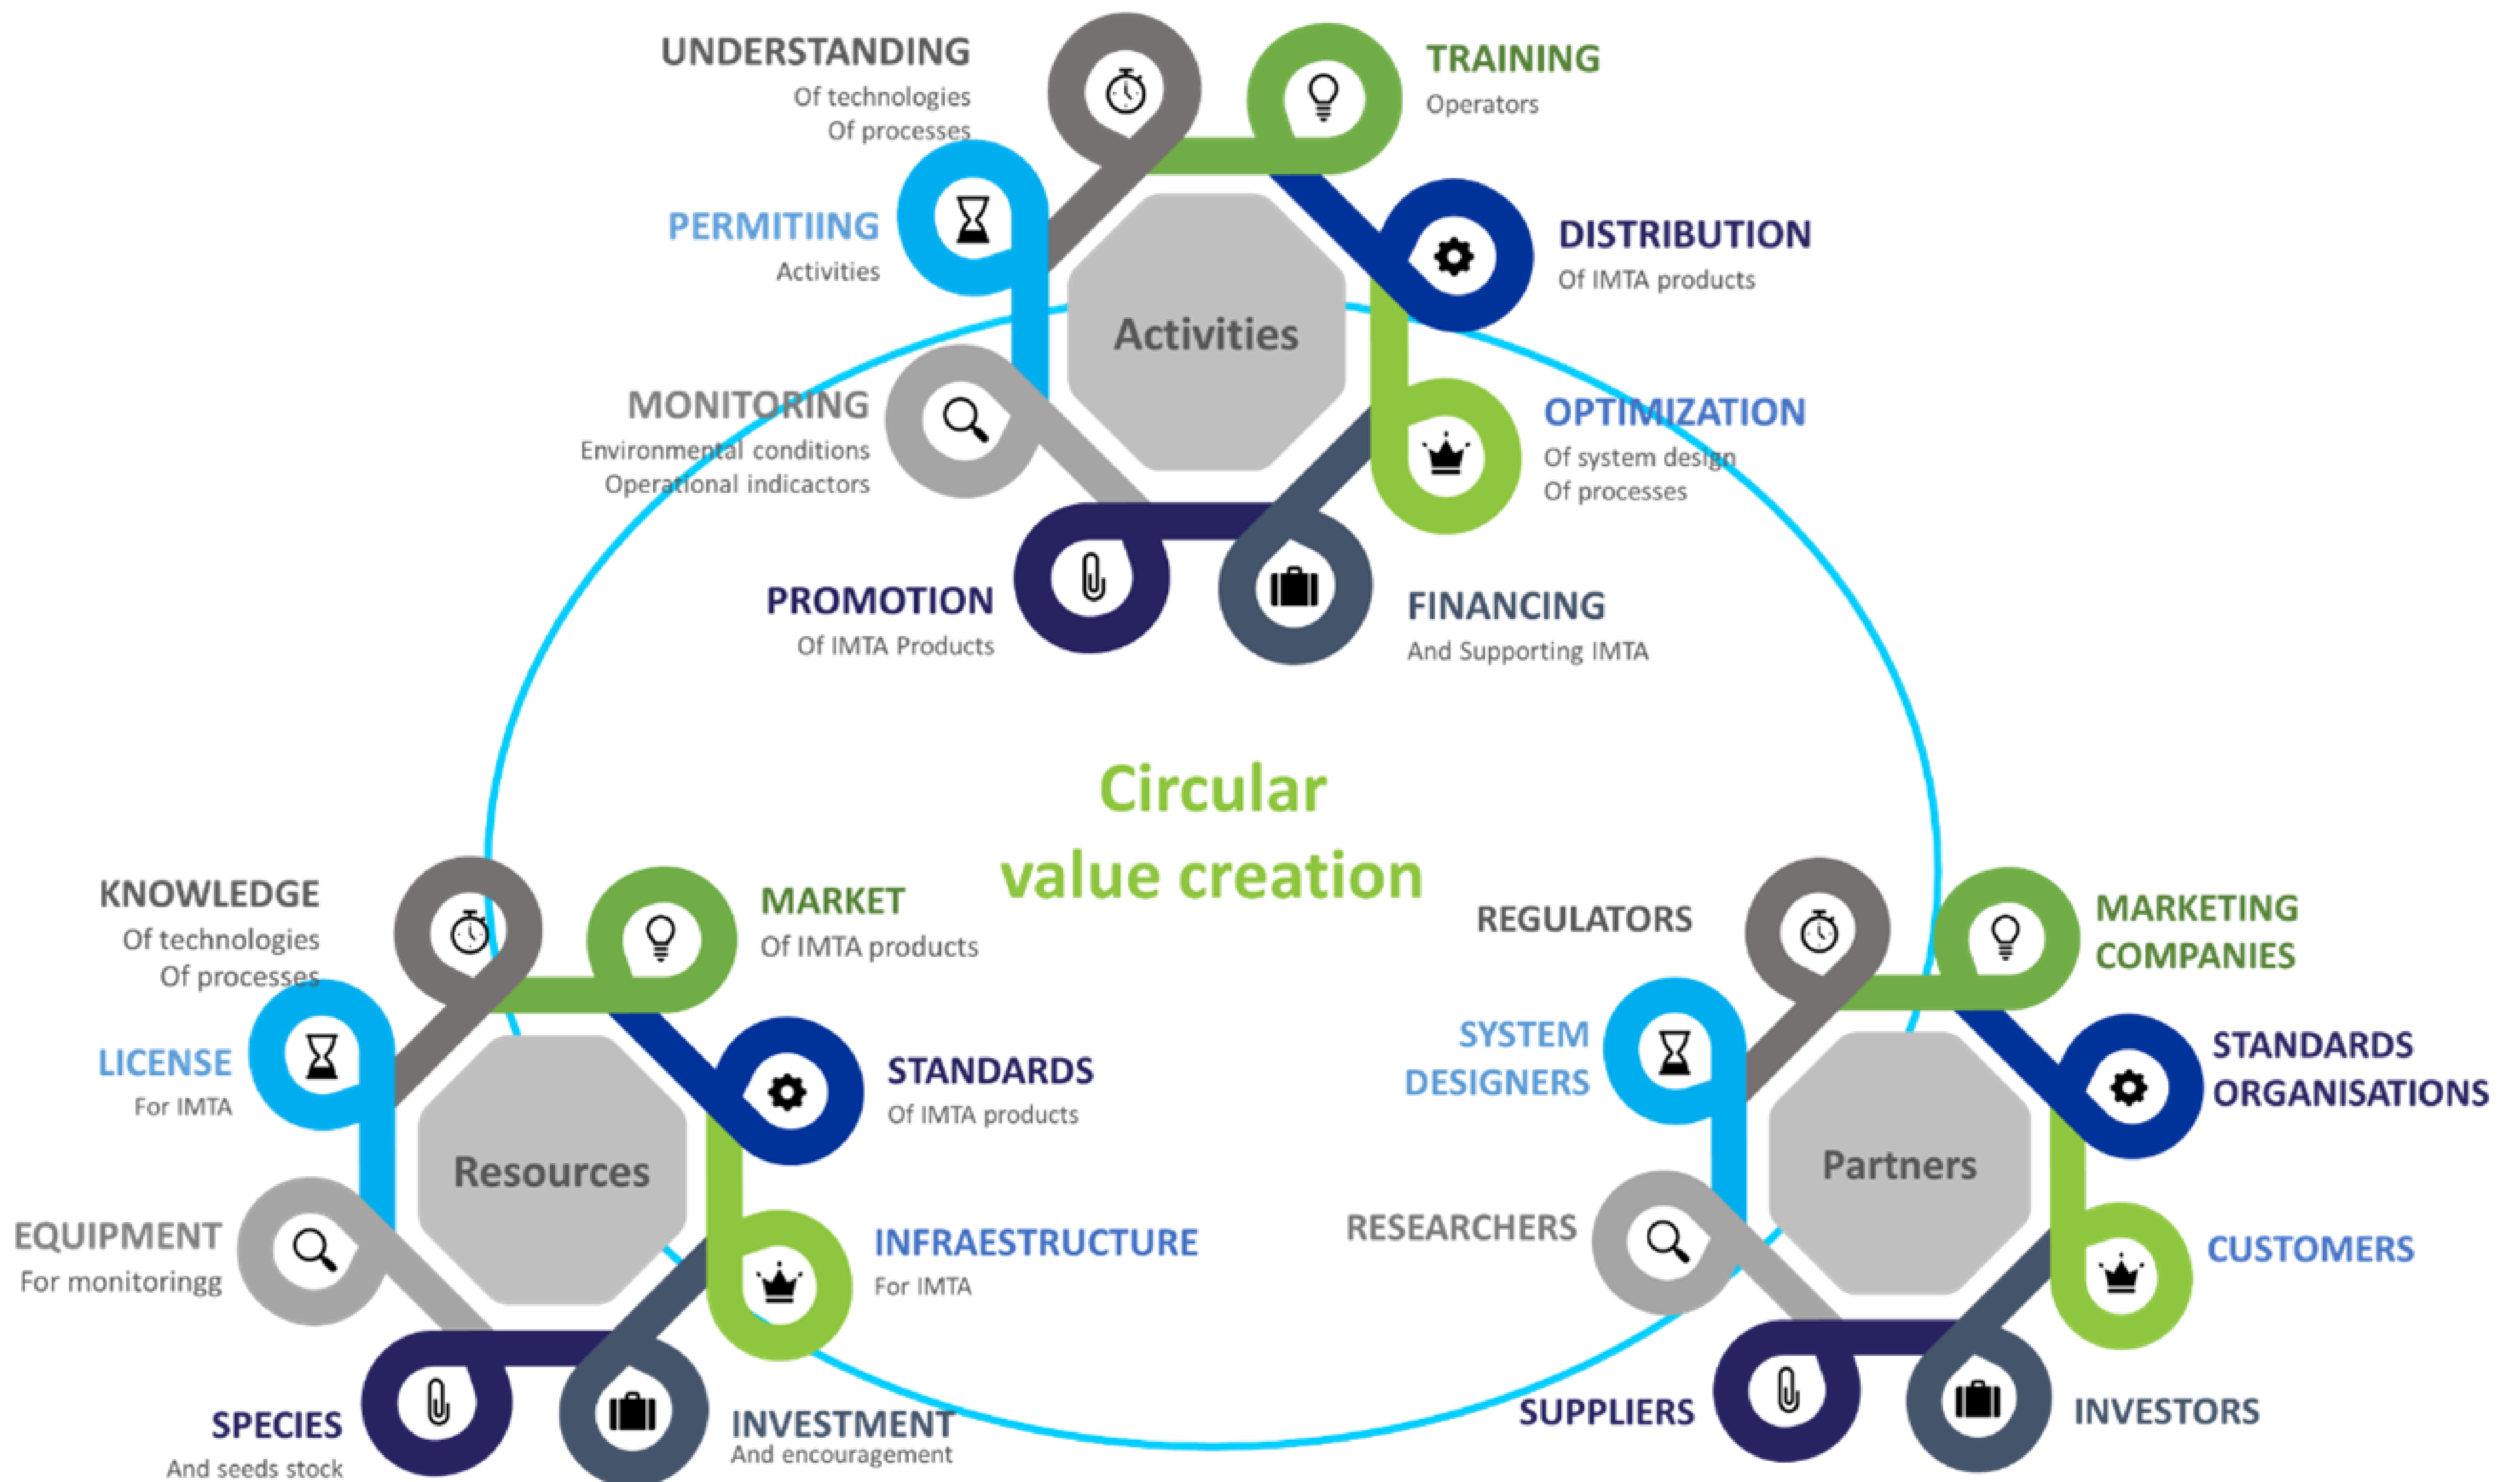 UNDERSTANDING
Of technologies
Of processes
TRAINING
Operators
PERMITIING
Activities
DISTRIBUTION
Of IMTA products
Activities
MONITORING
Environmental conditions
Operational indicactors
OPTIMIZATION
Of system design
Of processes
PROMOTION
Of IMTA Products
FINANCING
And Supporting IMTA
Circular
value creation
KNOWLEDGE
Of technologies
Of processes
MARKET
Of IMTA products
LICENSE
For IMTA
STANDARDS
Of IMTA products
Resources
EQUIPMENT
For monitoringg
INFRAESTRUCTURE
For IMTA
SPECIES
And seeds stock
INVESTMENT
And encouragement
REGULATORS
MARKETING
COMPANIES
SYSTEM
DESIGNERS
STANDARDS
ORGANISATIONS
Partners
RESEARCHERS
CUSTOMERS
SUPPLIERS
INVESTORS